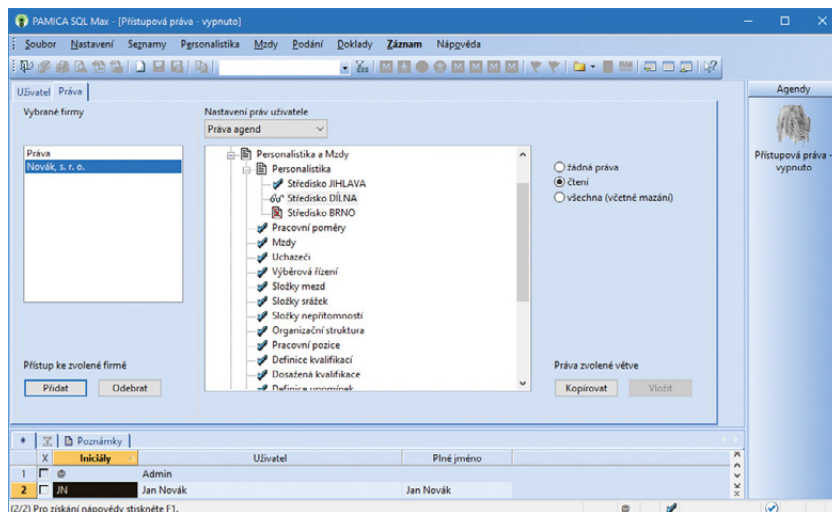 PAMICA SQL Max - [Přístupová práva - vypnuto]
Soubor Nastavení Seznamy Personalistika Mzdy Podání Doklady Záznam Nápověda
Uživatel Práva
Agendy
Přístupová práva -
vypnuto
Vybrané firmy
Práva
Novák, s. r. o.
Přístup ke zvolené firmě
Přidat Odebrat
Nastavení práv uživatele
Práva agend
Personalistika a Mzdy
Personalistika
Středisko JIHLAVA
Středisko DÍLNA
Středisko BRNO
Pracovní poměry
Mzdy
Uchazeči
Výběrová řízení
Složky mezd
Složky srážek
Složky nepřítomností
Organizační struktura
Pracovní pozice
Definice kvalifikací
Dosažená kvalifikace
Definice upomínek
žádná práva
čtení
všechna (včetně mazání)
Práva zvolené větve
Kopírovat Vložit
* Poznámky
X Iniciály Uživatel Plné jméno
1 @ Admin
2 JN Jan Novák Jan Novák
(2/2) Pro získání nápovědy stiskněte F1. @